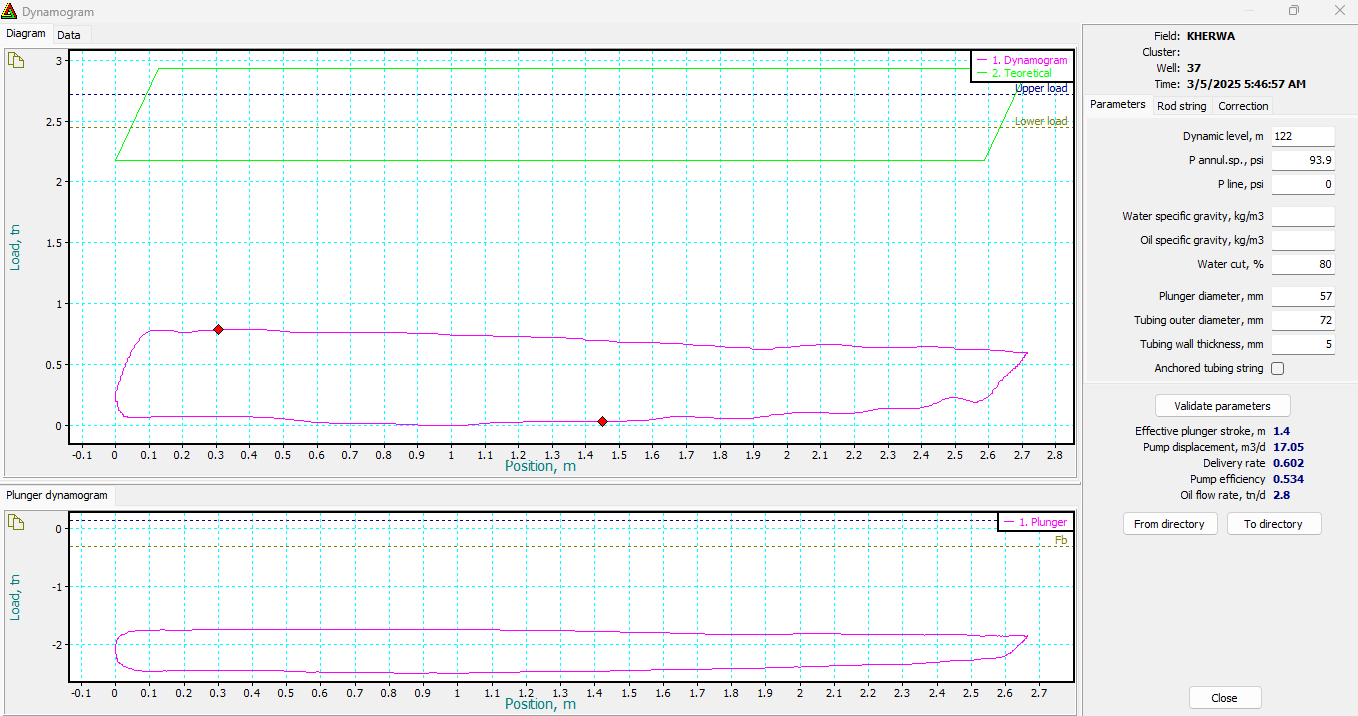 Dynamogram
Diagram Data
1. Dynamogram
2. Teoretical
Upper load
Lower load
Load, tn
3
2.5
2
1.5
1
0.5
0
-0.1 0 0.1 0.2 0.3 0.4 0.5 0.6 0.7 0.8 0.9 1 1.1 1.2 1.3 1.4 1.5 1.6 1.7 1.8 1.9 2 2.1 2.2 2.3 2.4 2.5 2.6 2.7 2.8
Position, m
Plunger dynamogram
1. Plunger
Fb
Load, tn
0
-1
-2
-0.1 0 0.1 0.2 0.3 0.4 0.5 0.6 0.7 0.8 0.9 1 1.1 1.2 1.3 1.4 1.5 1.6 1.7 1.8 1.9 2 2.1 2.2 2.3 2.4 2.5 2.6 2.7
Position, m
Field: KHERWA
Cluster:
Well: 37
Time: 3/5/2025 5:46:57 AM
Parameters Rod string Correction
Dynamic level, m 122
P annul.sp., psi 93.9
P line, psi 0
Water specific gravity, kg/m3
Oil specific gravity, kg/m3
Water cut, % 80
Plunger diameter, mm 57
Tubing outer diameter, mm 72
Tubing wall thickness, mm 5
Anchored tubing string
Validate parameters
Effective plunger stroke, m 1.4
Pump displacement, m3/d 17.05
Delivery rate 0.602
Pump efficiency 0.534
Oil flow rate, tn/d 2.8
From directory To directory
Close